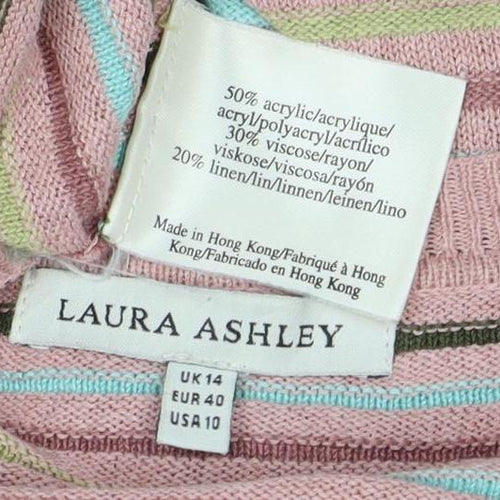 50% acrylic/acrylique/
acryl/polyacryl/acrílico
30% viscose/rayon/
viskose/viscosa/rayón
20% linen/lin/linnen/leinen/lino
Made in Hong Kong/Fabriqué à Hong
Kong/Fabricado en Hong Kong
LAURA ASHLEY
UK 14
EUR 40
USA 10